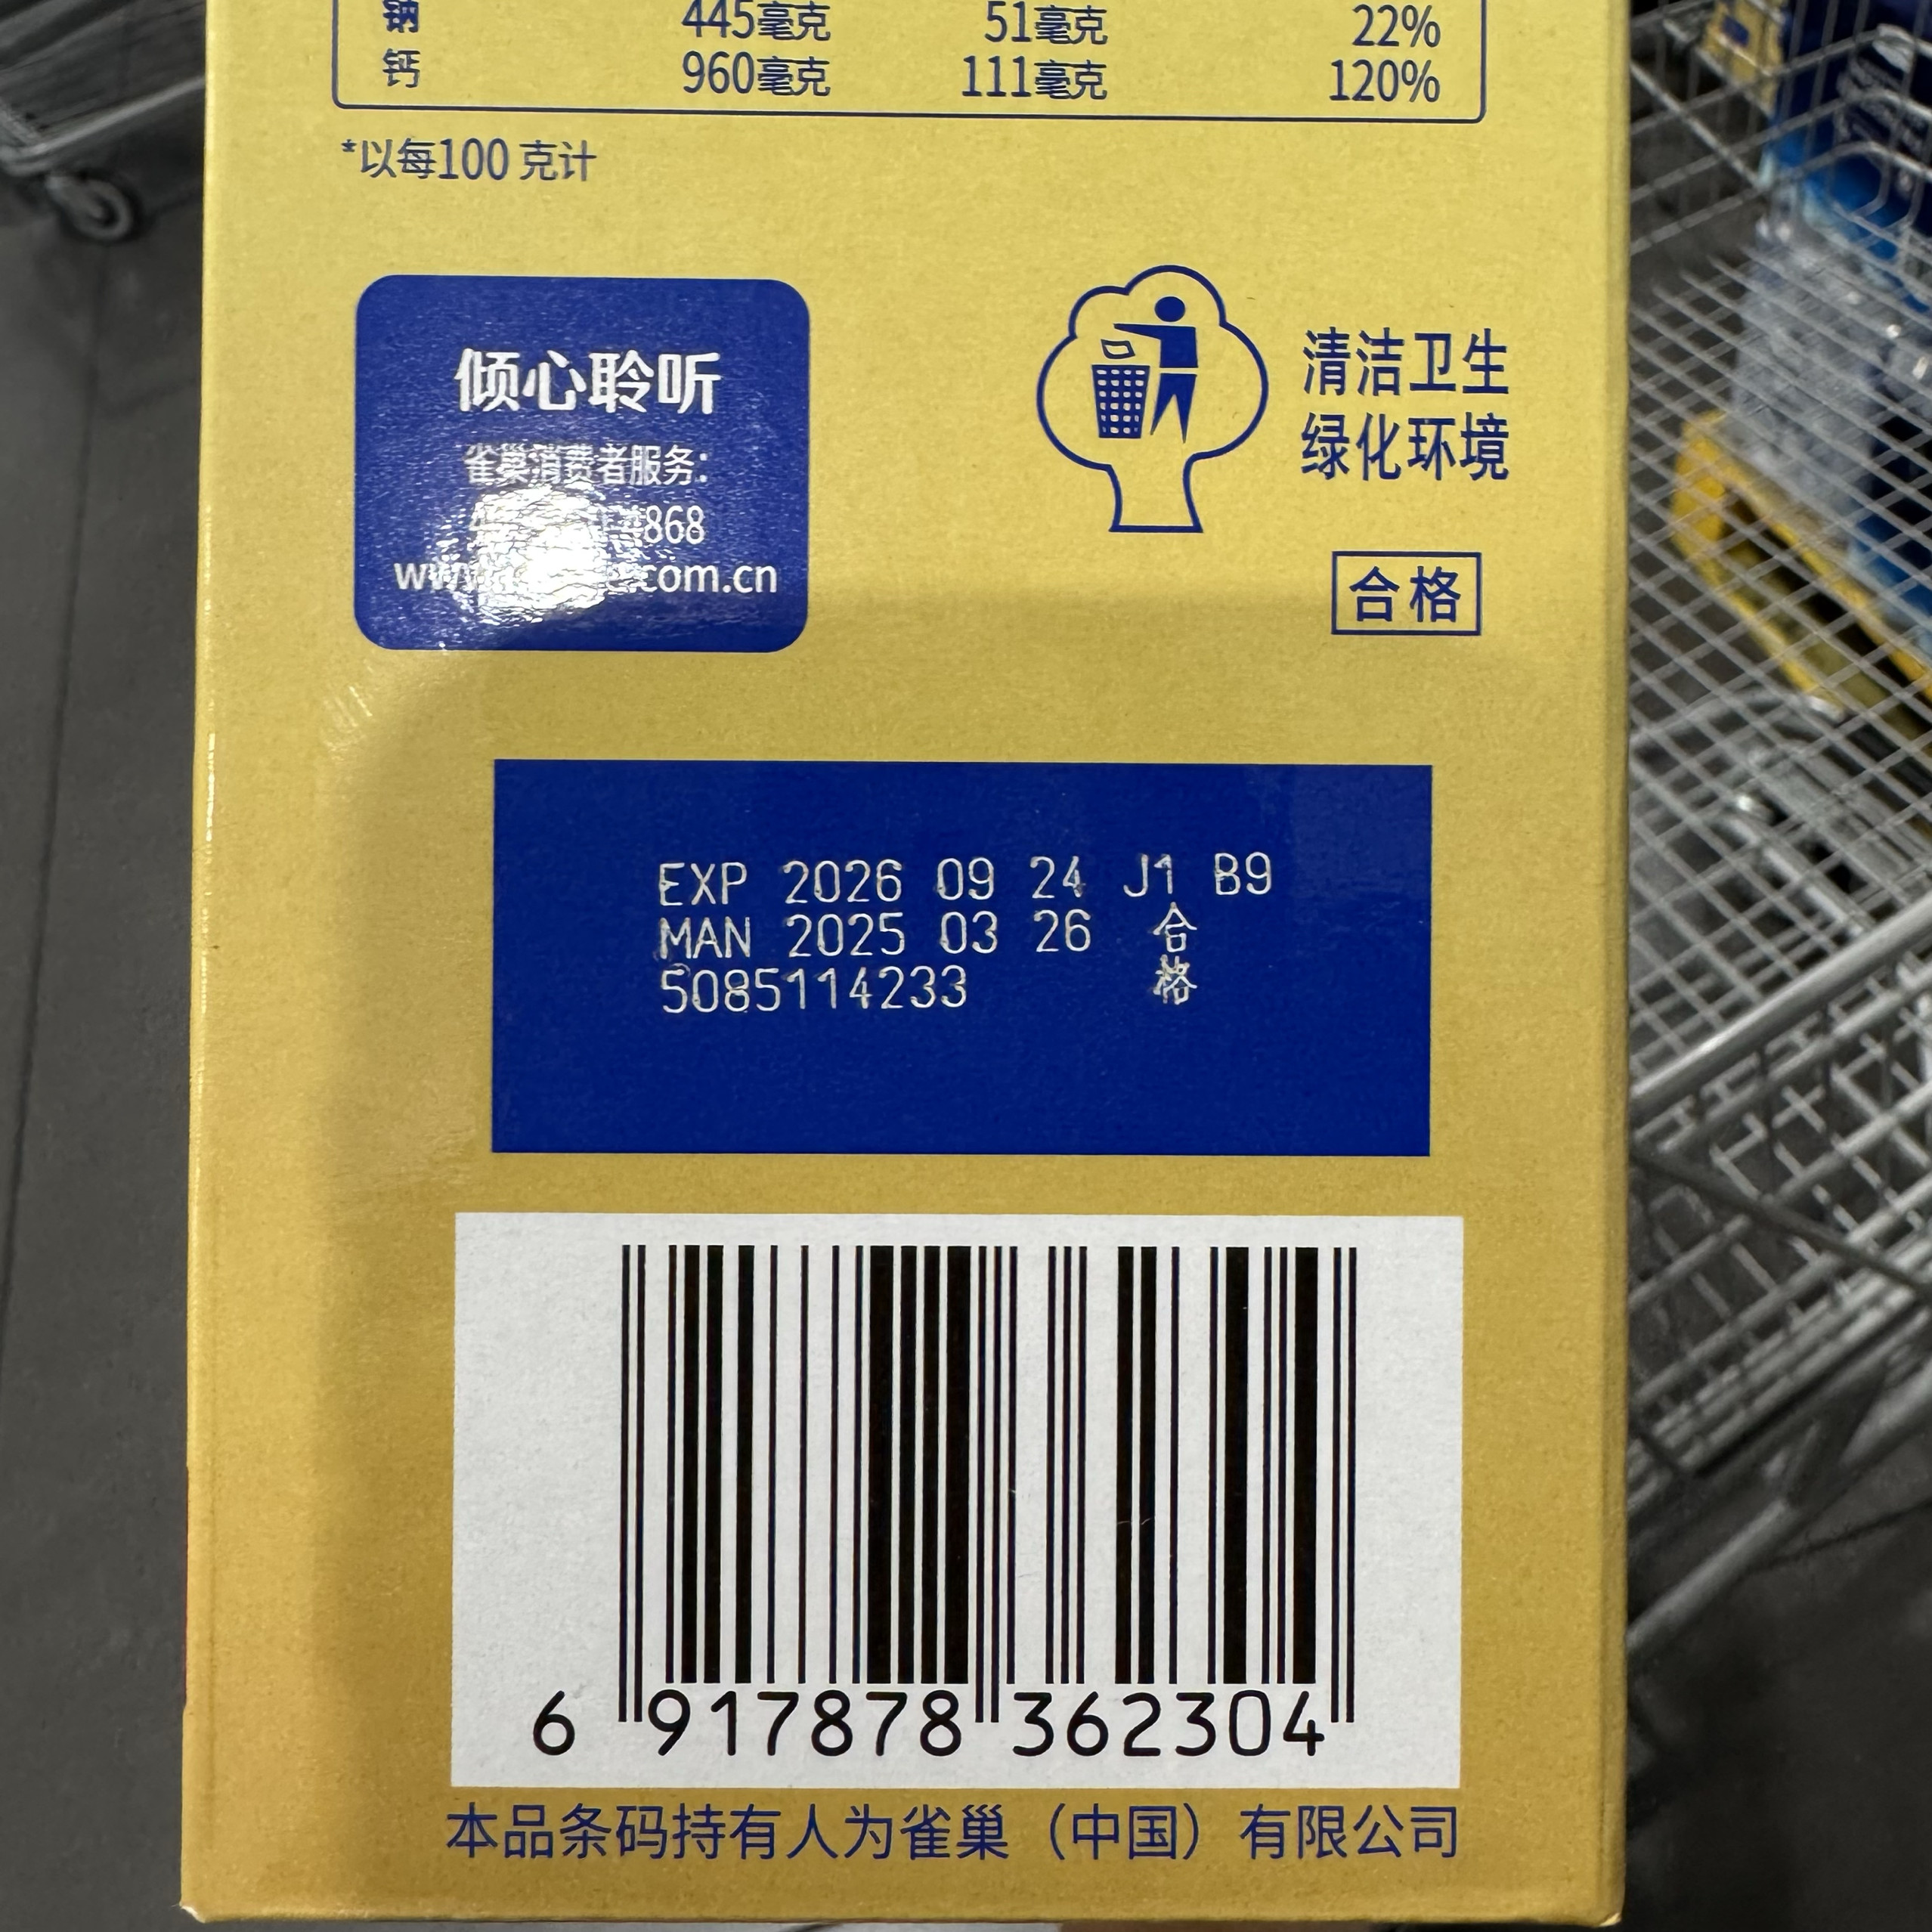 钠 445毫克 51毫克 22%
钙 960毫克 111毫克 120%
*以每100 克计
倾心聆听
雀巢消费者服务:
868
.com.cn
清洁卫生
绿化环境
合格
EXP 2026 09 24 J1 B9
MAN 2025 03 26 合
5085114233 格
6 917878 362304
本品条码持有人为雀巢（中国）有限公司